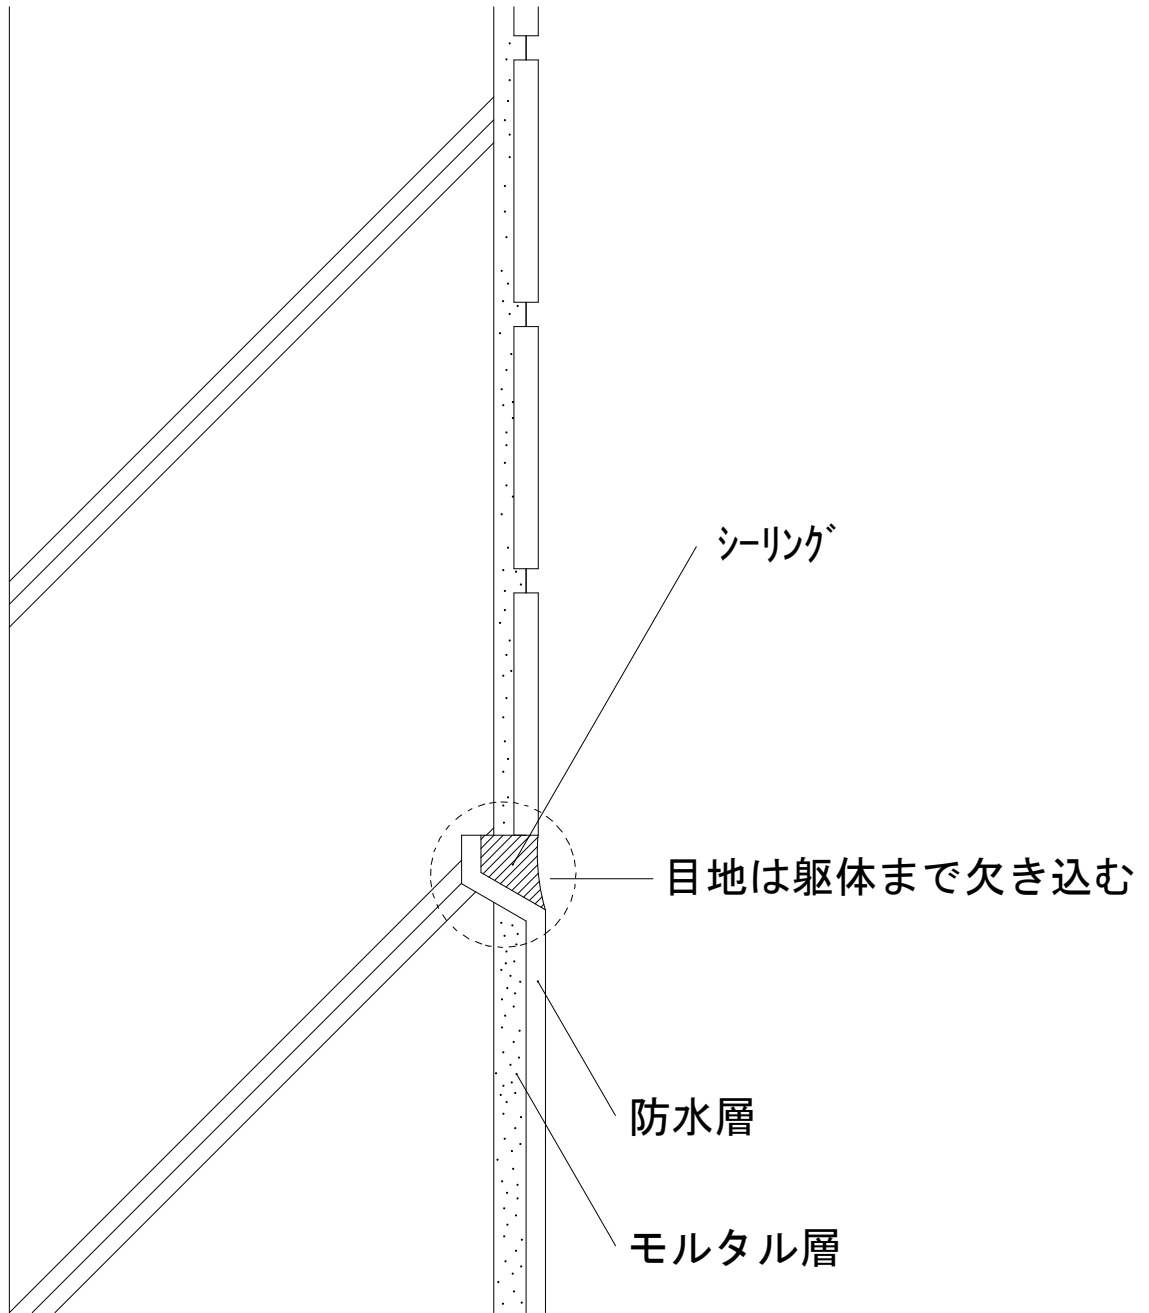 ｼｰﾘﾝｸﾞ
目地は躯体まで欠き込む
防水層
モルタル層